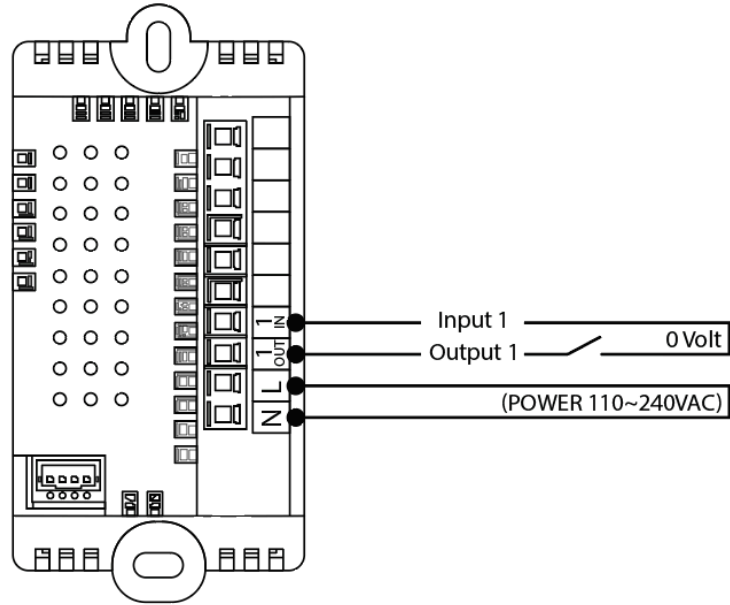 1 IN
Input 1
0 Volt
1 OUT
Output 1
L
(POWER 110~240VAC)
N